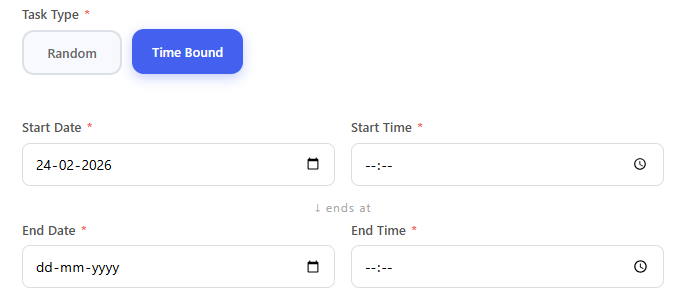 Task Type *
Random Time Bound
Start Date * Start Time *
24-02-2026 --:--
↓ ends at
End Date * End Time *
dd-mm-yyyy --:--